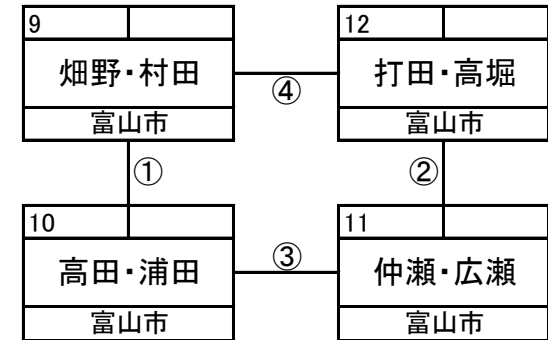 9
畑野・村田
富山市
④
12
打田・高堀
富山市
①
②
10
高田・浦田
富山市
③
11
仲瀬・広瀬
富山市